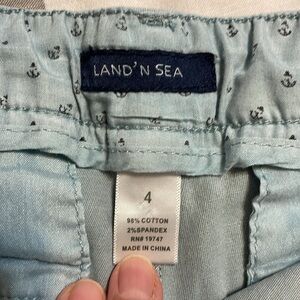 LAND'N SEA
4
98% COTTON
2%SPANDEX
RN# 19747
MADE IN CHINA